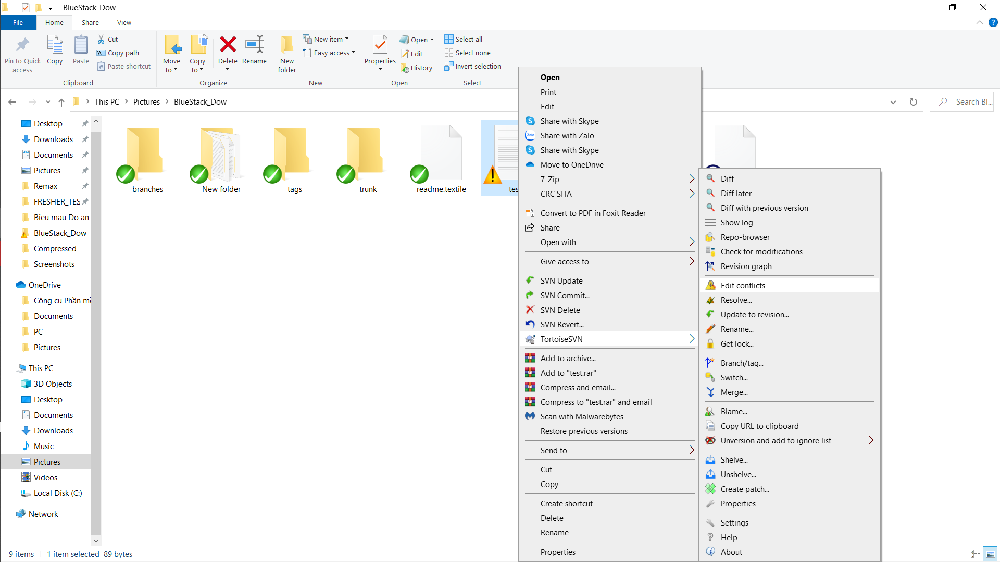 BlueStack_Dow
File
Home
Share
View
Pin to Quick access
Copy
Paste
Cut
Copy path
Paste shortcut
Clipboard
Move to
Copy to
Delete
Rename
Organize
New folder
New item
Easy access
New
Properties
Open
Edit
History
Open
Select all
Select none
Invert selection
Select
This PC
Pictures
BlueStack_Dow
Search Bl...
Desktop
Downloads
Documents
Pictures
Remax
FRESHER_TES
Bieu mau Do an
BlueStack_Dow
Compressed
Screenshots
OneDrive
Công cụ Phần mề
Documents
PC
Pictures
This PC
3D Objects
Desktop
Documents
Downloads
Music
Pictures
Videos
Local Disk (C:)
Network
branches
New folder
tags
trunk
readme.textile
tes
Open
Print
Edit
Share with Skype
Zalo
Share with Zalo
Share with Skype
Move to OneDrive
7-Zip
CRC SHA
Convert to PDF in Foxit Reader
Share
Open with
Give access to
SVN Update
SVN Commit...
SVN Delete
SVN Revert...
TortoiseSVN
Add to archive...
Add to "test.rar"
Compress and email...
Compress to "test.rar" and email
Scan with Malwarebytes
Restore previous versions
Send to
Cut
Copy
Create shortcut
Delete
Rename
Properties
Diff
Diff later
Diff with previous version
Show log
Repo-browser
Check for modifications
Revision graph
Edit conflicts
Resolve...
Update to revision...
Rename...
Get lock...
Branch/tag...
Switch...
Merge...
Blame...
Copy URL to clipboard
Unversion and add to ignore list
Shelve...
Unshelve...
Create patch...
Properties
Settings
Help
About
9 items
1 item selected 89 bytes